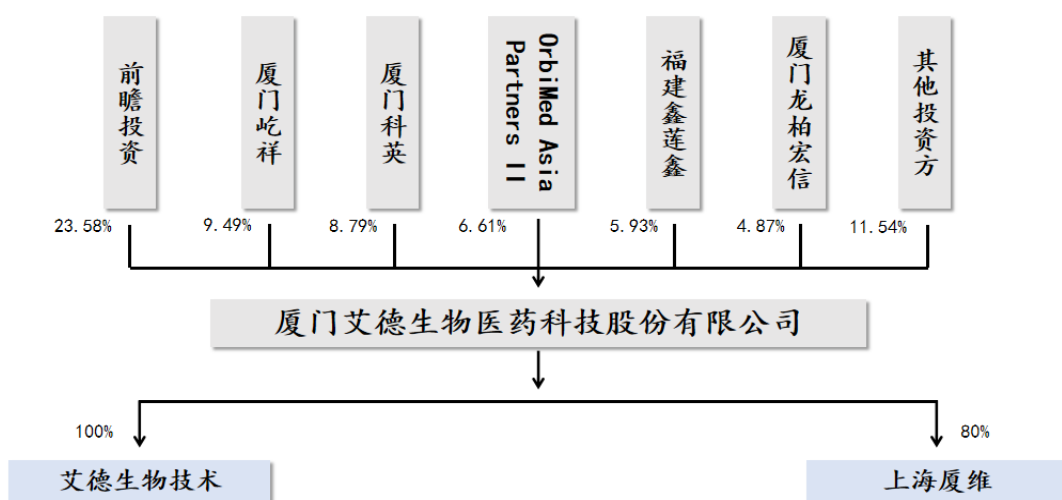 前瞻投资
厦门屹祥
厦门科英
OrbiMed Asia
Partners II
福建鑫莲鑫
厦门龙柏宏信
其他投资方
23.58%
9.49%
8.79%
6.61%
5.93%
4.87%
11.54%
厦门艾德生物医药科技股份有限公司
100%
80%
艾德生物技术
上海厦维